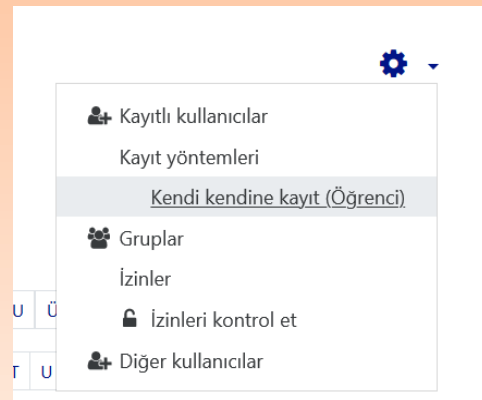 Kayıtlı kullanıcılar
Kayıt yöntemleri
Kendi kendine kayıt (Öğrenci)
Gruplar
İzinler
İzinleri kontrol et
U Ü
Diğer kullanıcılar
T U